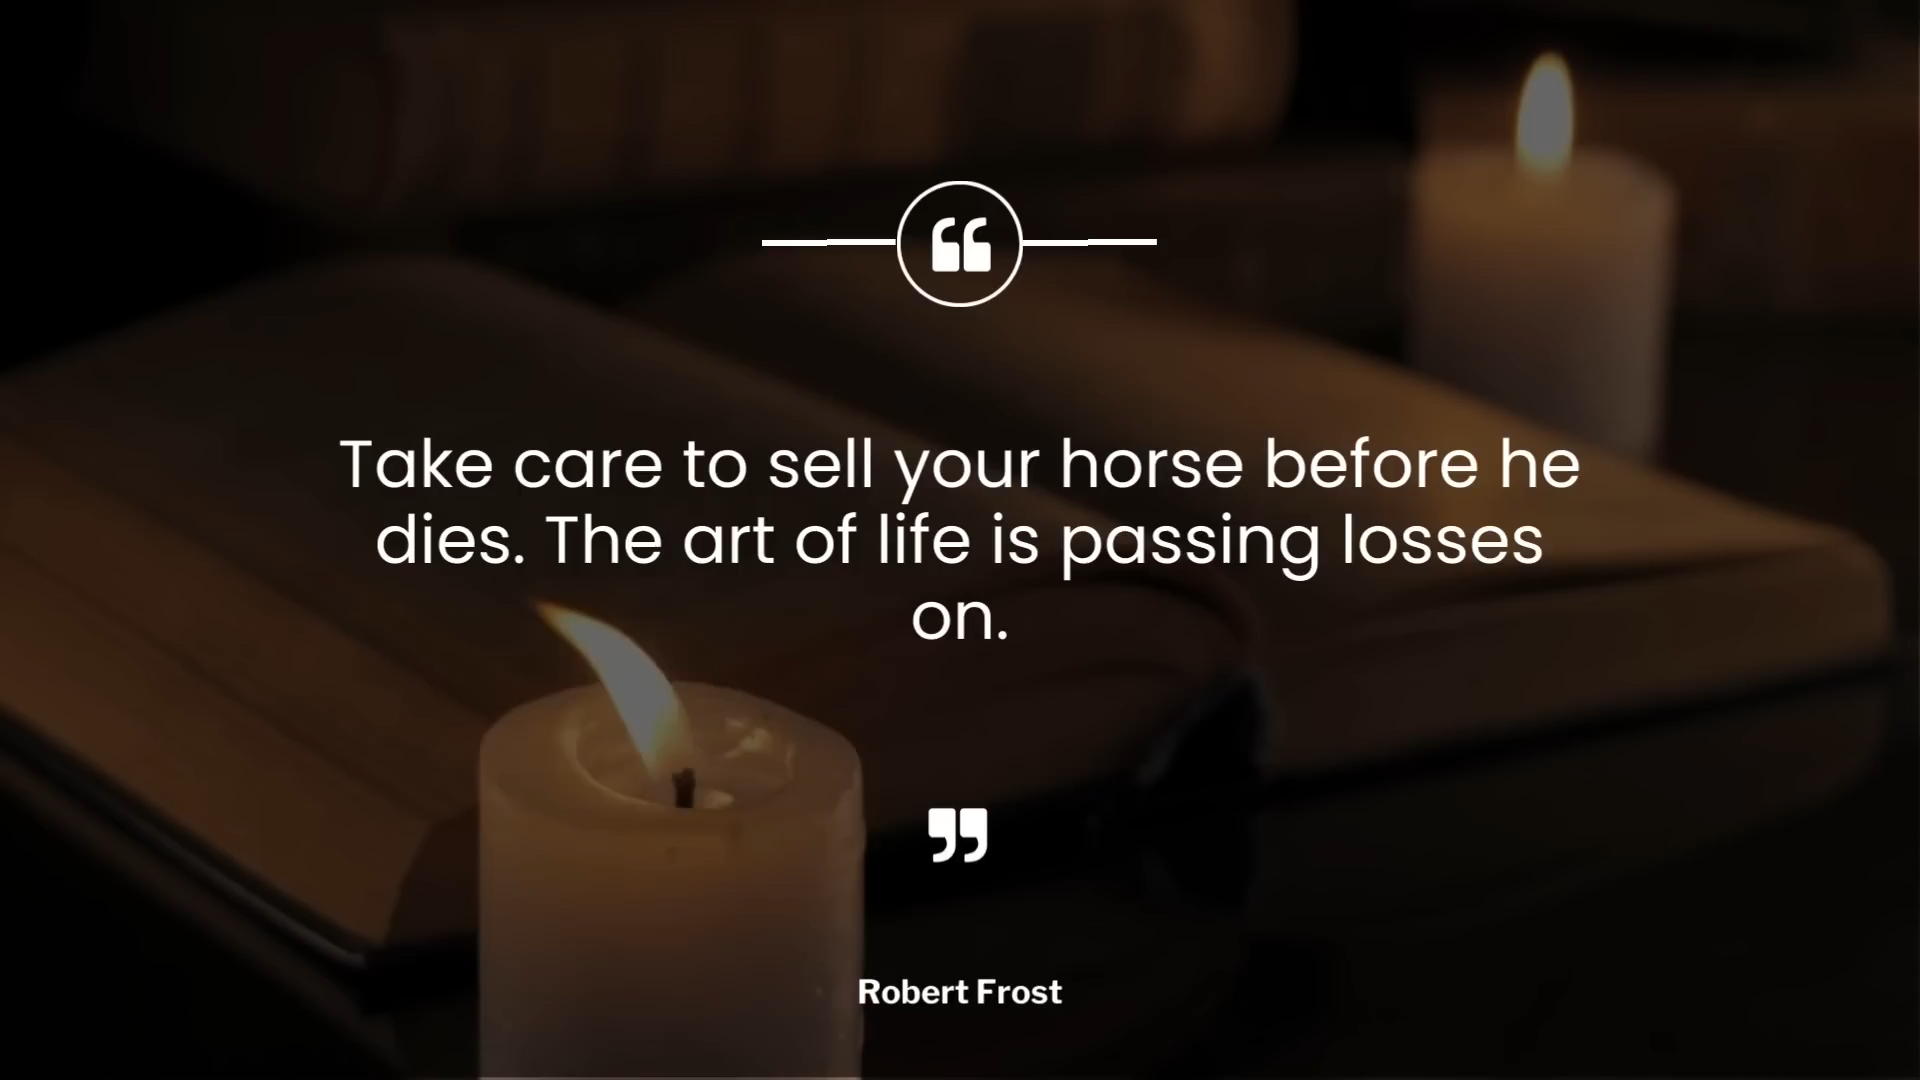 “
Take care to sell your horse before he
dies. The art of life is passing losses
on.
”
Robert Frost